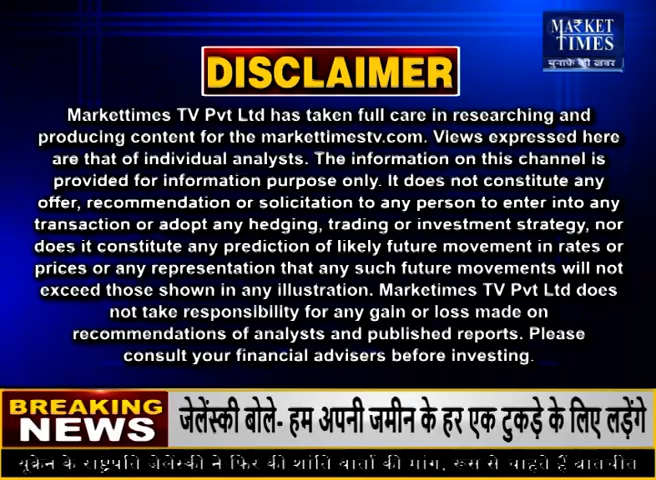 MARKET
TIMES
मुनाफे की खबर
DISCLAIMER
Markettimes TV Pvt Ltd has taken full care in researching and
producing content for the markettimestv.com. Views expressed here
are that of individual analysts. The information on this channel is
provided for information purpose only. It does not constitute any
offer, recommendation or solicitation to any person to enter into any
transaction or adopt any hedging, trading or investment strategy, nor
does it constitute any prediction of likely future movement in rates or
prices or any representation that any such future movements will not
exceed those shown in any illustration. Marketimes TV Pvt Ltd does
not take responsibility for any gain or loss made on
recommendations of analysts and published reports. Please
consult your financial advisers before investing.
BREAKING
NEWS
जेलेंस्की बोले- हम अपनी जमीन के हर एक टुकड़े के लिए लड़ेंगे
यूक्रेन के राष्ट्रपति जेलेंस्की ने फिर की शांति वार्ता की मांग, रूस से चाहते हैं बातचीत